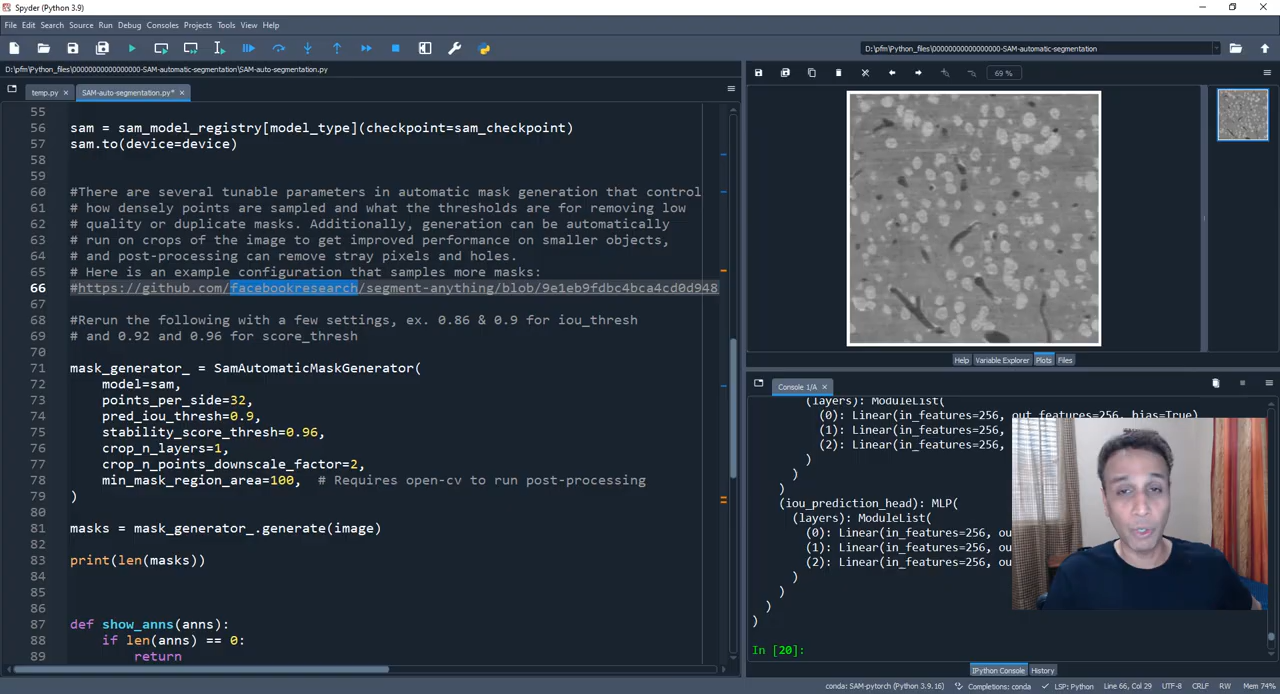 Spyder (Python 3.9)
File Edit Search Source Run Debug Consoles Projects Tools View Help
D:\pfm\Python_files\0000000000000000-SAM-automatic-segmentation
D:\pfm\Python_files\0000000000000000-SAM-automatic-segmentation\SAM-auto-segmentation.py
temp.py
SAM-auto-segmentation.py*
55
56 sam = sam_model_registry[model_type](checkpoint=sam_checkpoint)
57 sam.to(device=device)
58
59
60 #There are several tunable parameters in automatic mask generation that control
61 # how densely points are sampled and what the thresholds are for removing low
62 # quality or duplicate masks. Additionally, generation can be automatically
63 # run on crops of the image to get improved performance on smaller objects,
64 # and post-processing can remove stray pixels and holes.
65 # Here is an example configuration that samples more masks:
66 #https://github.com/facebookresearch/segment-anything/blob/9e1eb9fdbc4bca4cd0d948
67
68 #Rerun the following with a few settings, ex. 0.86 & 0.9 for iou_thresh
69 # and 0.92 and 0.96 for score_thresh
70
71 mask_generator_ = SamAutomaticMaskGenerator(
72 model=sam,
73 points_per_side=32,
74 pred_iou_thresh=0.9,
75 stability_score_thresh=0.96,
76 crop_n_layers=1,
77 crop_n_points_downscale_factor=2,
78 min_mask_region_area=100, # Requires open-cv to run post-processing
79 )
80
81 masks = mask_generator_.generate(image)
82
83 print(len(masks))
84
85
86
87 def show_anns(anns):
88 if len(anns) == 0:
89 return
69 %
Help Variable Explorer Plots Files
Console 1/A
(layers): ModuleList(
(0): Linear(in_features=256, out_features=256, bias=True)
(1): Linear(in_features=256,
(2): Linear(in_features=256,
)
)
)
(iou_prediction_head): MLP(
(layers): ModuleList(
(0): Linear(in_features=256, ou
(1): Linear(in_features=256, ou
(2): Linear(in_features=256, ou
)
)
)
)
In [20]:
IPython Console History
conda: SAM-pytorch (Python 3.9.16) Completions: conda LSP: Python Line 66, Col 29 UTF-8 CRLF RW Mem 74%